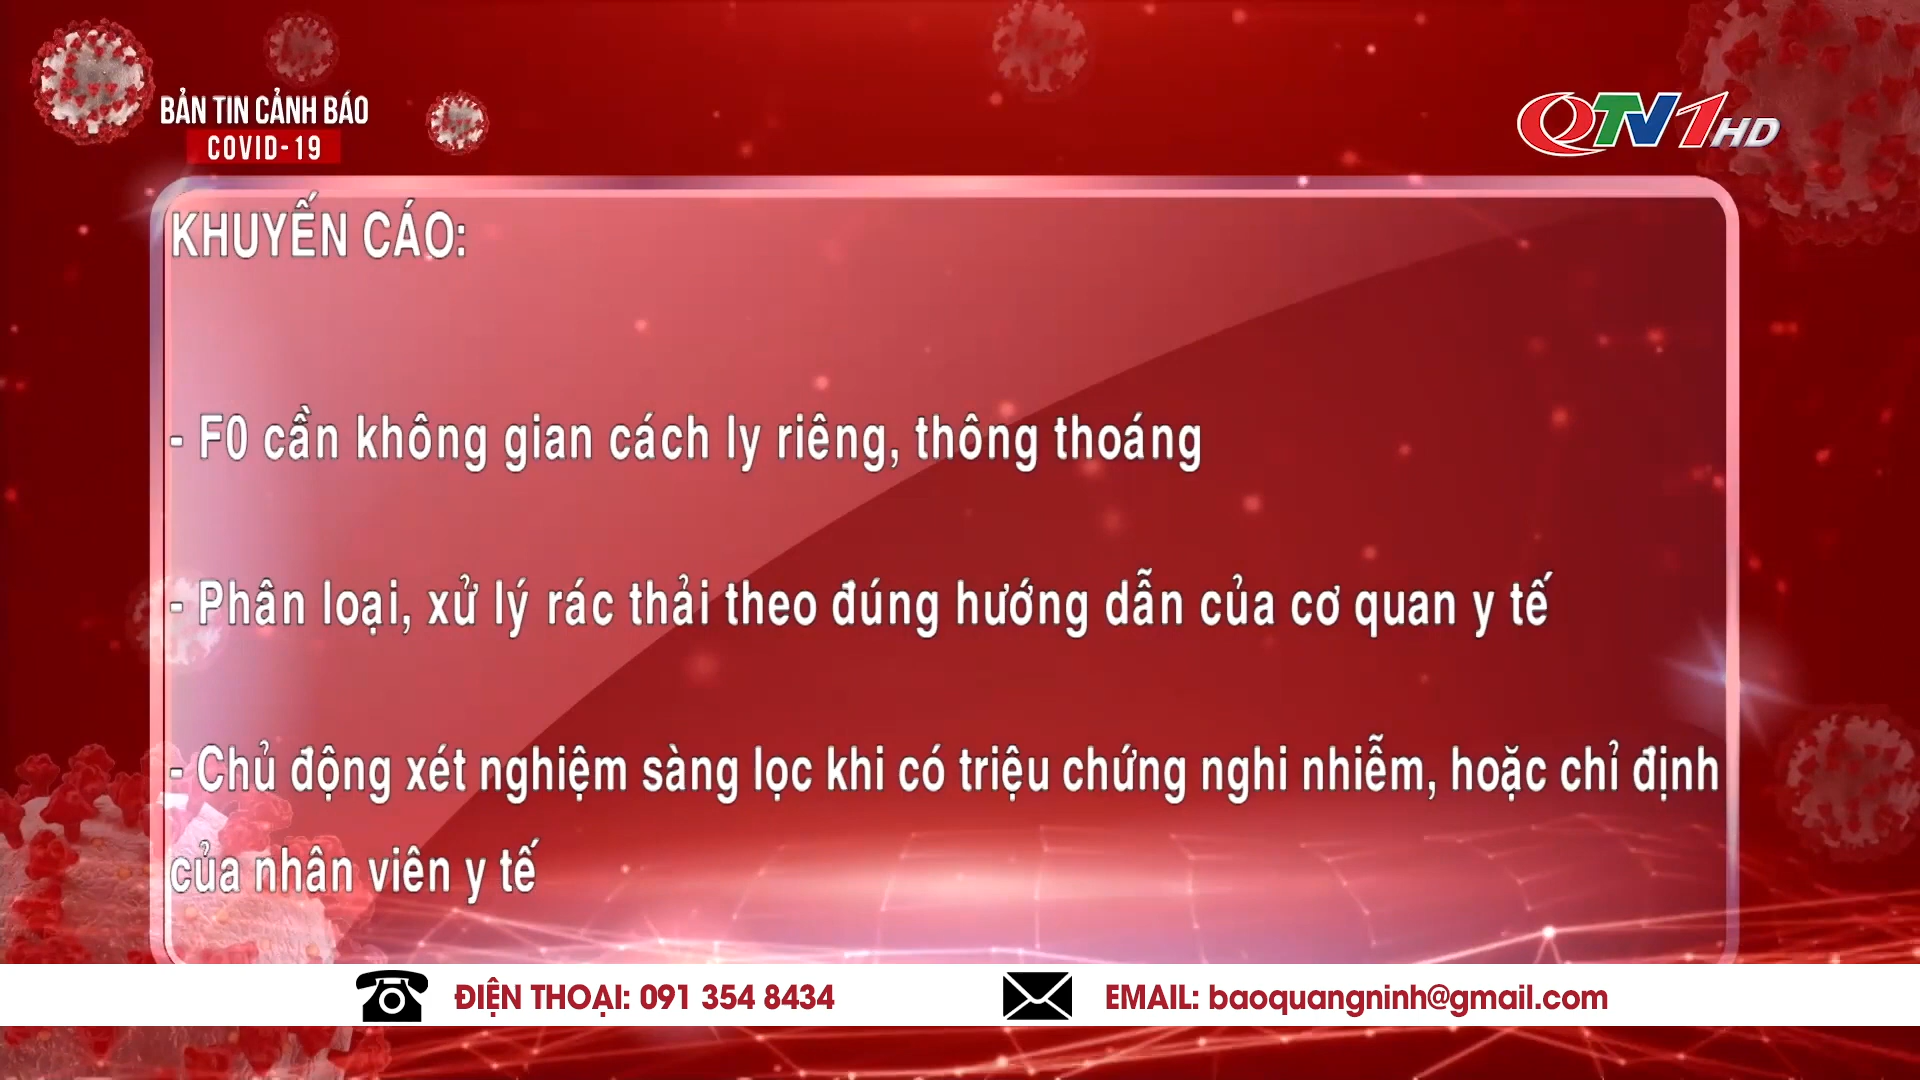 BẢN TIN CẢNH BÁO
COVID-19
QTV1HD
KHUYẾN CÁO:
- F0 cần không gian cách ly riêng, thông thoáng
- Phân loại, xử lý rác thải theo đúng hướng dẫn của cơ quan y tế
- Chủ động xét nghiệm sàng lọc khi có triệu chứng nghi nhiễm, hoặc chỉ định
của nhân viên y tế
ĐIỆN THOẠI: 091 354 8434
EMAIL: baoquangninh@gmail.com